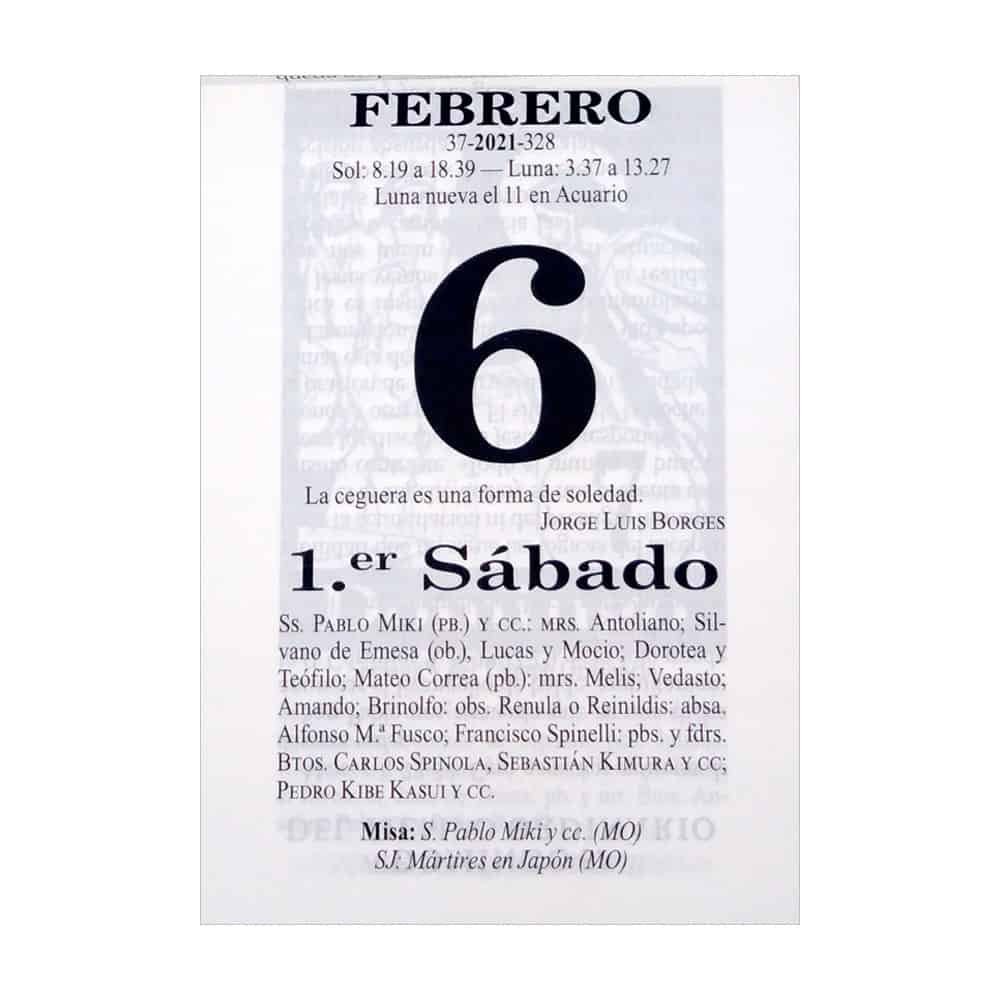 FEBRERO
37-2021-328
Sol: 8.19 a 18.39 — Luna: 3.37 a 13.27
Luna nueva el 11 en Acuario
6
La ceguera es una forma de soledad.
JORGE LUIS BORGES
1.er Sábado
SS. PABLO MIKI (PB.) Y CC.: MRS. Antoliano; Sil-
vano de Emesa (ob.), Lucas y Mocio; Dorotea y
Teófilo; Mateo Correa (pb.): mrs. Melis; Vedasto;
Amando; Brinolfo: obs. Renula o Reinildis: absa.
Alfonso M.ª Fusco; Francisco Spinelli: pbs. y fdrs.
BTOS. CARLOS SPINOLA, SEBASTIÁN KIMURA Y CC;
PEDRO KIBE KASUI Y CC.
Misa: S. Pablo Miki y cc. (MO)
SJ: Mártires en Japón (MO)